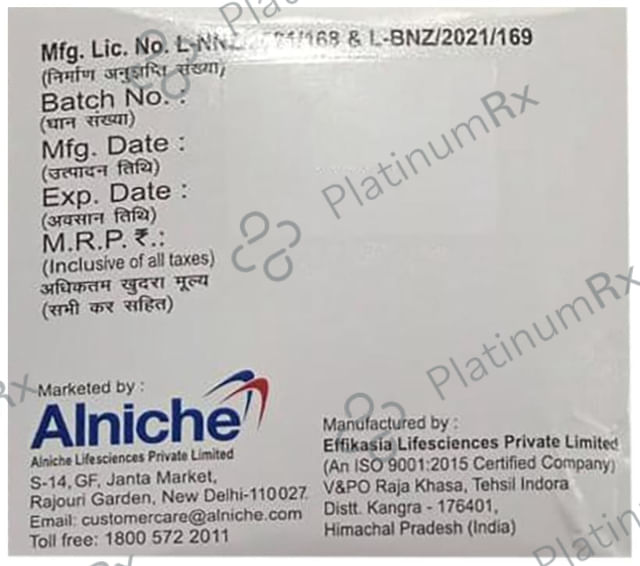 Mfg. Lic. No. L-NNZ/2021/168 & L-BNZ/2021/169
(निर्माण अनुज्ञप्ति संख्या)
Batch No. :
(घान संख्या)
Mfg. Date :
(उत्पादन तिथि)
Exp. Date :
(अवसान तिथि)
M.R.P. ₹.:
(Inclusive of all taxes)
अधिकतम खुदरा मूल्य
(सभी कर सहित)
Marketed by :
Alniche
Alniche Lifesciences Private Limited
S-14, GF, Janta Market,
Rajouri Garden, New Delhi-110027
Email: customercare@alniche.com
Toll free: 1800 572 2011
Manufactured by :
Effikasia Lifesciences Private Limited
(An ISO 9001:2015 Certified Company)
V&PO Raja Khasa, Tehsil Indora
Distt. Kangra - 176401,
Himachal Pradesh (India)
PlatinumRx
PlatinumRx